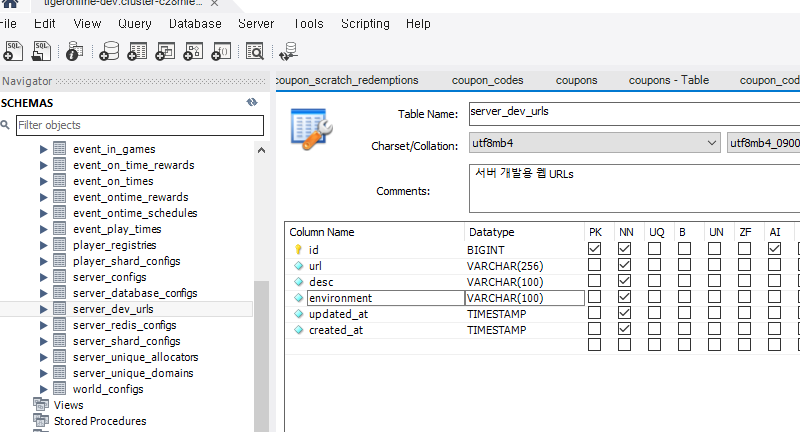 tigeronline-dev.cluster-cz8mie...
File Edit View Query Database Server Tools Scripting Help
Navigator
SCHEMAS
Filter objects
event_in_games
event_on_time_rewards
event_on_times
event_ontime_rewards
event_ontime_schedules
event_play_times
player_registries
player_shard_configs
server_configs
server_database_configs
server_dev_urls
server_redis_configs
server_shard_configs
server_unique_allocators
server_unique_domains
world_configs
Views
Stored Procedures
coupon_scratch_redemptions coupon_codes coupons coupons - Table coupon_cod
Table Name: server_dev_urls
Charset/Collation: utf8mb4 utf8mb4_0900
Comments: 서버 개발용 웹 URLs
Column Name Datatype PK NN UQ B UN ZF AI
id BIGINT
url VARCHAR(256)
desc VARCHAR(100)
environment VARCHAR(100)
updated_at TIMESTAMP
created_at TIMESTAMP